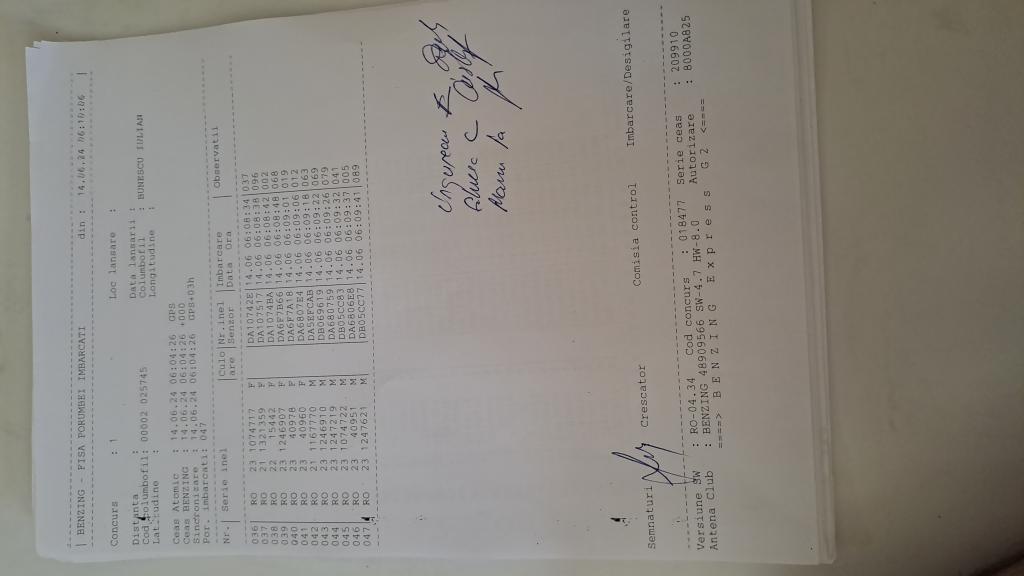 | BENZING - FISA PORUMBEI IMBARCATI din : 14.06.24 06:10:06 |
Concurs : 1 Loc lansare :
Distanta : Data lansarii :
Cod columbofil: 00002 025745 Columbofil : BUNESCU IULIAN
Latitudine : Longitudine :
Ceas Atomic : 14.06.24 06:04:26 GPS
Ceas BENZING : 14.06.24 06:04:26 +000
Sincronizare : 14.06.24 06:04:26 GPS+03h
Por. imbarcati: 047
Nr. | Serie inel |Culo|Nr.inel |Imbarcare | Observatii
|are |Senzor |Data Ora |
036 RO 23 1074717 F |DA10742E|14.06 06:08:34|037
037 RO 21 1321359 F |DA107517|14.06 06:08:38|096
038 RO 22 15442 F |DA1074BA|14.06 06:08:42|002
039 RO 23 1246907 F |DA6F7B66|14.06 06:08:48|068
040 RO 23 40978 F |DA6F7A18|14.06 06:09:01|019
041 RO 23 40960 F |DA6807E4|14.06 06:09:06|112
042 RO 21 1167770 M |DA5EFCAB|14.06 06:09:18|063
043 RO 23 1246910 M |DB069619|14.06 06:09:22|069
044 RO 23 1247219 M |DA680759|14.06 06:09:26|079
045 RO 23 1074722 M |DB05CC83|14.06 06:09:32|041
046 RO 23 40951 M |DA6806E8|14.06 06:09:37|005
047 RO 23 1247621 M |DB05CC77|14.06 06:09:41|089
Semnaturi Crescator Comisia control Imbarcare/Desigilare
Versiune SW : RO-04.34 Cod concurs : 018477 Serie ceas : 209910
Antena Club : BENZING 48909566 SW-4.7 HW-8.0 Autorizare : 8000A825
====> B E N Z I N G E x p r e s s G 2 <====